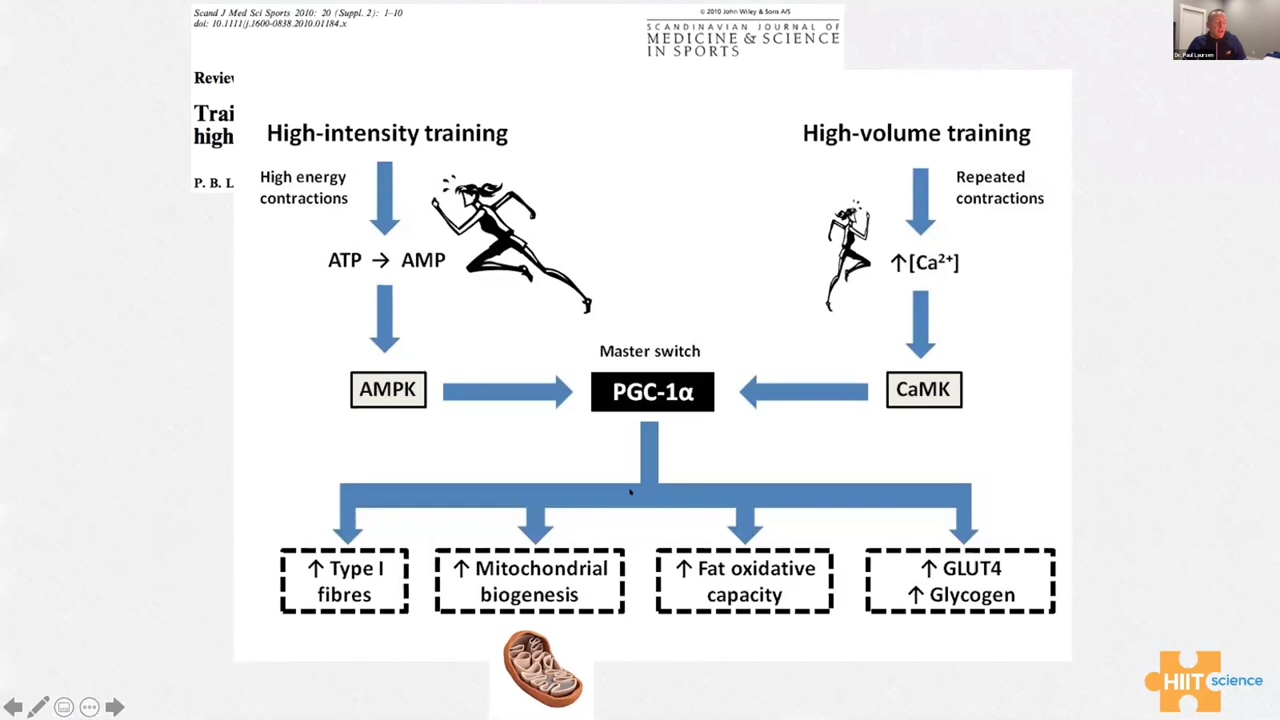 Scand J Med Sci Sports 2010: 20 (Suppl. 2): 1–10
doi: 10.1111/j.1600-0838.2010.01184.x
© 2010 John Wiley & Sons A/S
SCANDINAVIAN JOURNAL OF
MEDICINE & SCIENCE
IN SPORTS
Dr. Paul Laursen
Review
Trai
high
P. B. L
High-intensity training
High-volume training
High energy
contractions
Repeated
contractions
ATP → AMP
↑[Ca²⁺]
Master switch
AMPK
PGC-1α
CaMK
↑ Type I
fibres
↑ Mitochondrial
biogenesis
↑ Fat oxidative
capacity
↑ GLUT4
↑ Glycogen
HIIT science